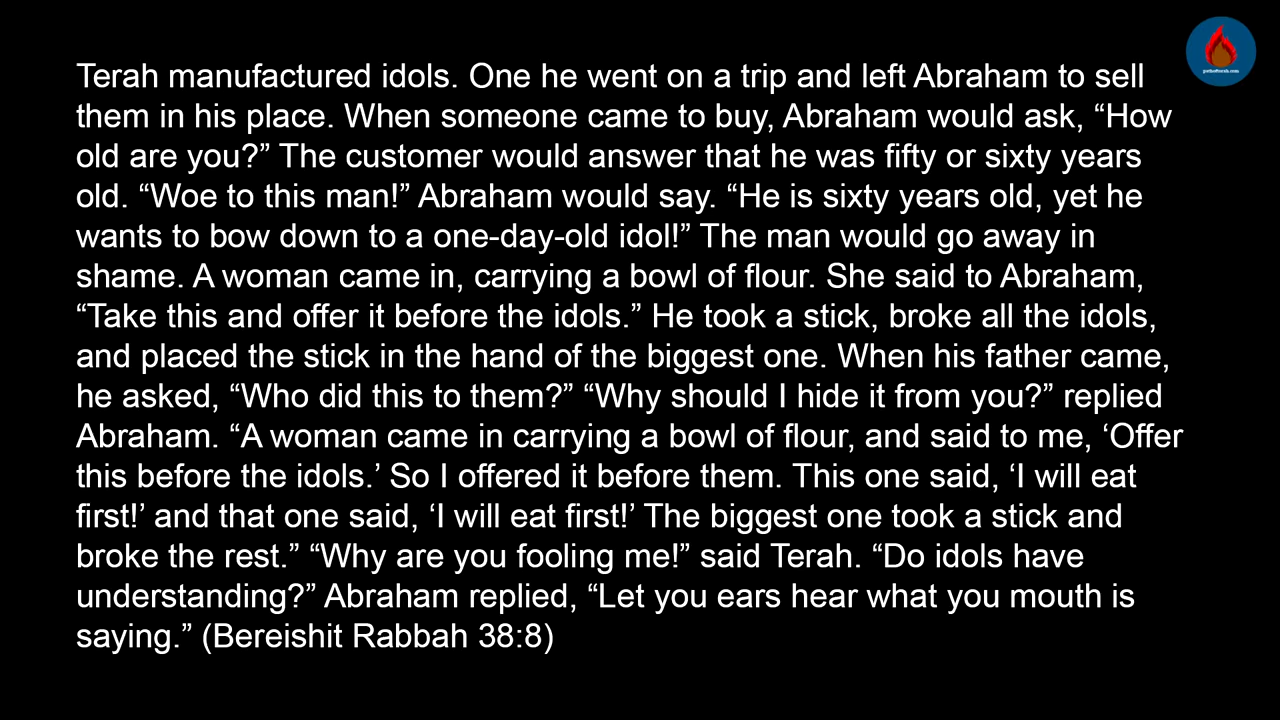 Terah manufactured idols. One he went on a trip and left Abraham to sell
them in his place. When someone came to buy, Abraham would ask, “How
old are you?” The customer would answer that he was fifty or sixty years
old. “Woe to this man!” Abraham would say. “He is sixty years old, yet he
wants to bow down to a one-day-old idol!” The man would go away in
shame. A woman came in, carrying a bowl of flour. She said to Abraham,
“Take this and offer it before the idols.” He took a stick, broke all the idols,
and placed the stick in the hand of the biggest one. When his father came,
he asked, “Who did this to them?” “Why should I hide it from you?” replied
Abraham. “A woman came in carrying a bowl of flour, and said to me, ‘Offer
this before the idols.’ So I offered it before them. This one said, ‘I will eat
first!’ and that one said, ‘I will eat first!’ The biggest one took a stick and
broke the rest.” “Why are you fooling me!” said Terah. “Do idols have
understanding?” Abraham replied, “Let you ears hear what you mouth is
saying.” (Bereishit Rabbah 38:8)